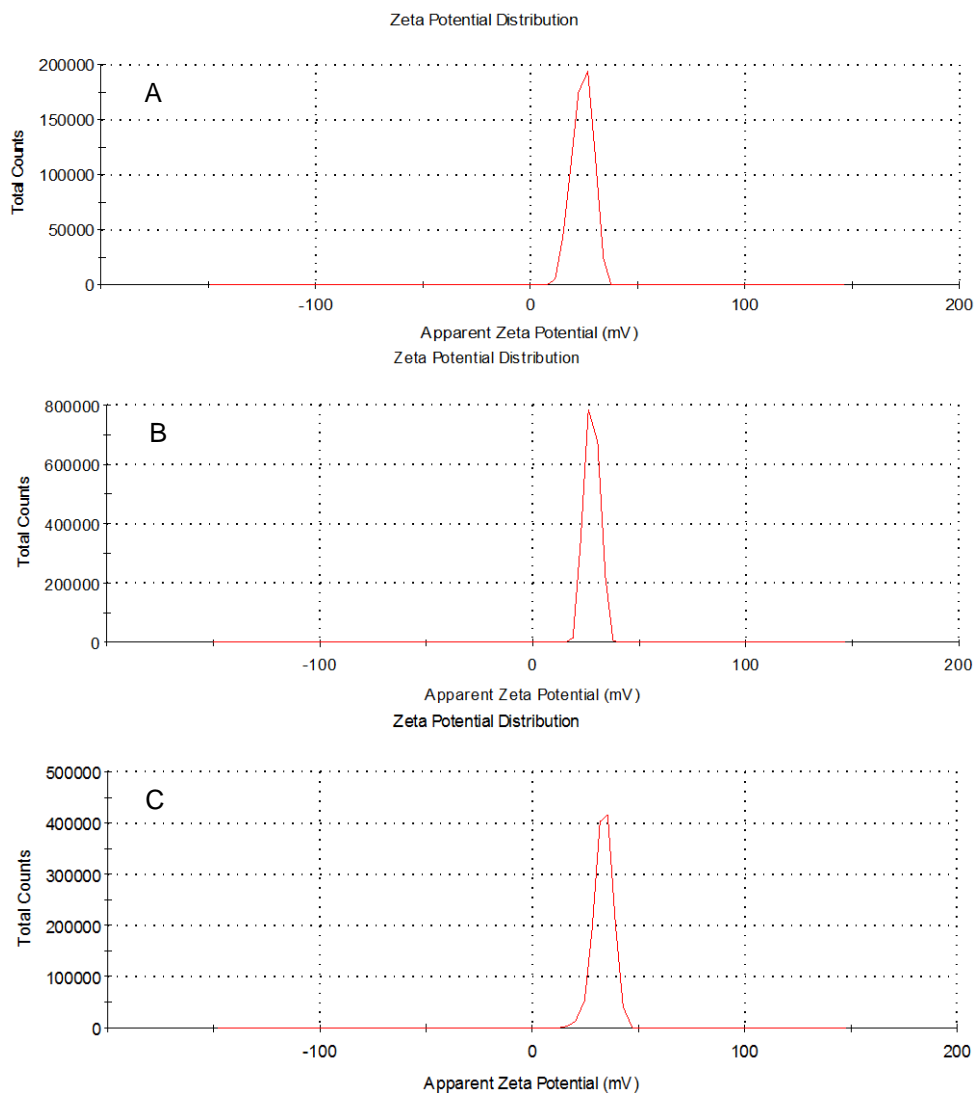 Zeta Potential Distribution
A
200000
150000
100000
50000
0
Total Counts
-100 0 100 200
Apparent Zeta Potential (mV)
Zeta Potential Distribution
B
800000
600000
400000
200000
0
Total Counts
-100 0 100 200
Apparent Zeta Potential (mV)
Zeta Potential Distribution
C
500000
400000
300000
200000
100000
0
Total Counts
-100 0 100 200
Apparent Zeta Potential (mV)